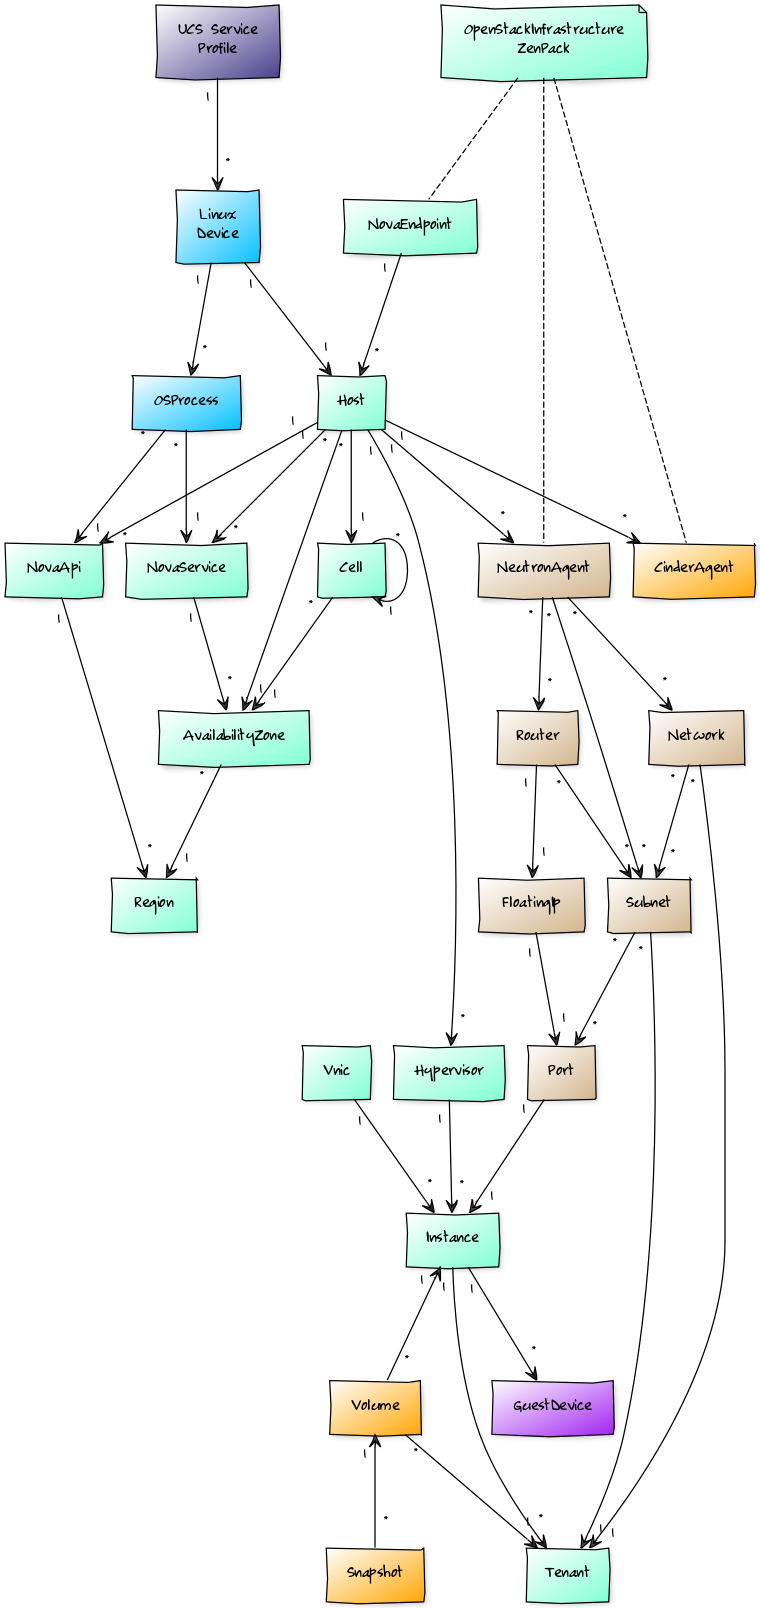 UCS Service
Profile
OpenStackInfrastructure
ZenPack
Linux
Device
NovaEndpoint
OSProcess
Host
NovaApi
NovaService
Cell
NeutronAgent
CinderAgent
AvailabilityZone
Router
Network
Region
FloatingIp
Subnet
Vnic
Hypervisor
Port
Instance
Volume
GuestDevice
Snapshot
Tenant